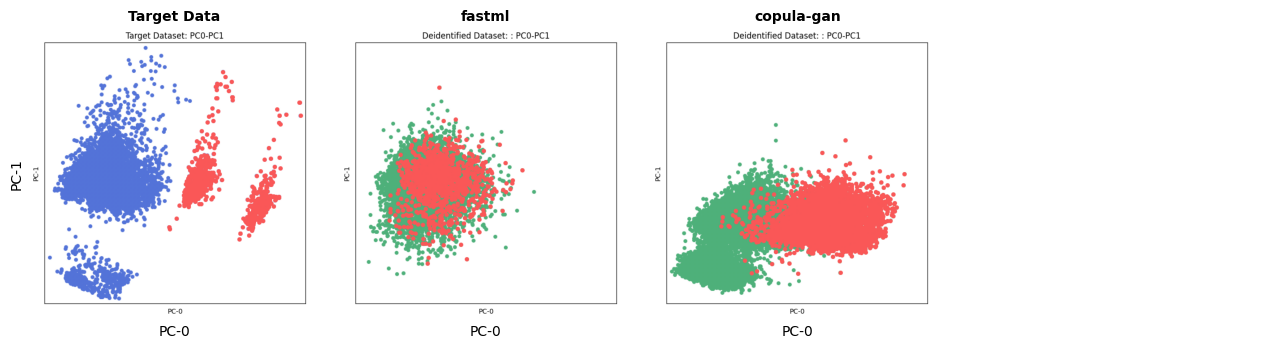 Target Data
Target Dataset: PC0-PC1
PC-1
PC-1
PC-0
PC-0
fastml
Deidentified Dataset: : PC0-PC1
PC-1
PC-0
PC-0
copula-gan
Deidentified Dataset: : PC0-PC1
PC-1
PC-0
PC-0